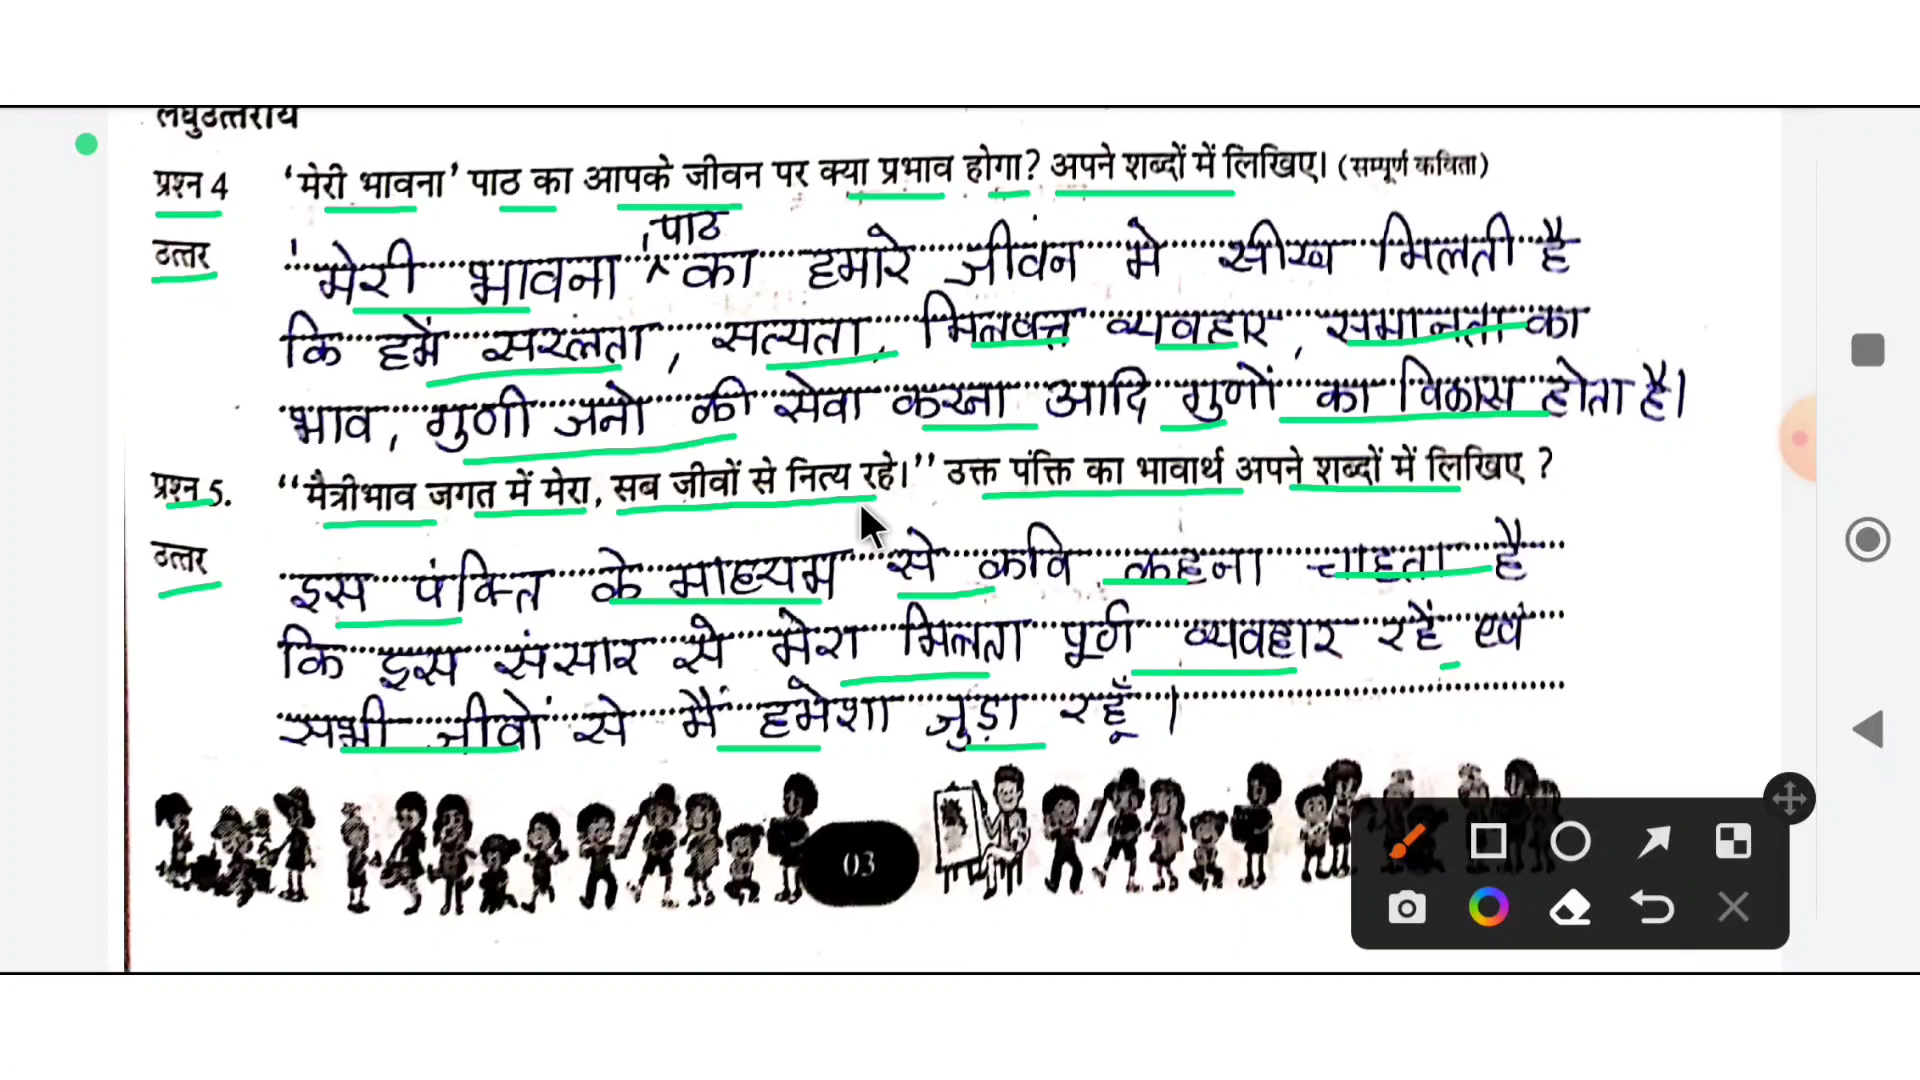 लघुउत्तरीय
प्रश्न 4 'मेरी भावना' पाठ का आपके जीवन पर क्या प्रभाव होगा? अपने शब्दों में लिखिए। (सम्पूर्ण कविता)
पाठ
उत्तर 'मेरी भावना' का हमारे जीवन मे सीख मिलती है
कि हमें सरलता, सत्यता, मित्रवत्त व्यवहार, समानता का
भाव, गुणी जनो की सेवा करना आदि गुणों का विकास होता है।
प्रश्न 5. "मैत्रीभाव जगत में मेरा, सब जीवों से नित्य रहे।" उक्त पंक्ति का भावार्थ अपने शब्दों में लिखिए ?
उत्तर इस पंक्ति के माध्यम से कवि कहना चाहता है
कि इस संसार से मेरा मित्रता पूर्ण व्यवहार रहें एवं
सभी जीवों से मैं हमेशा जुड़ा रहूँ।
03